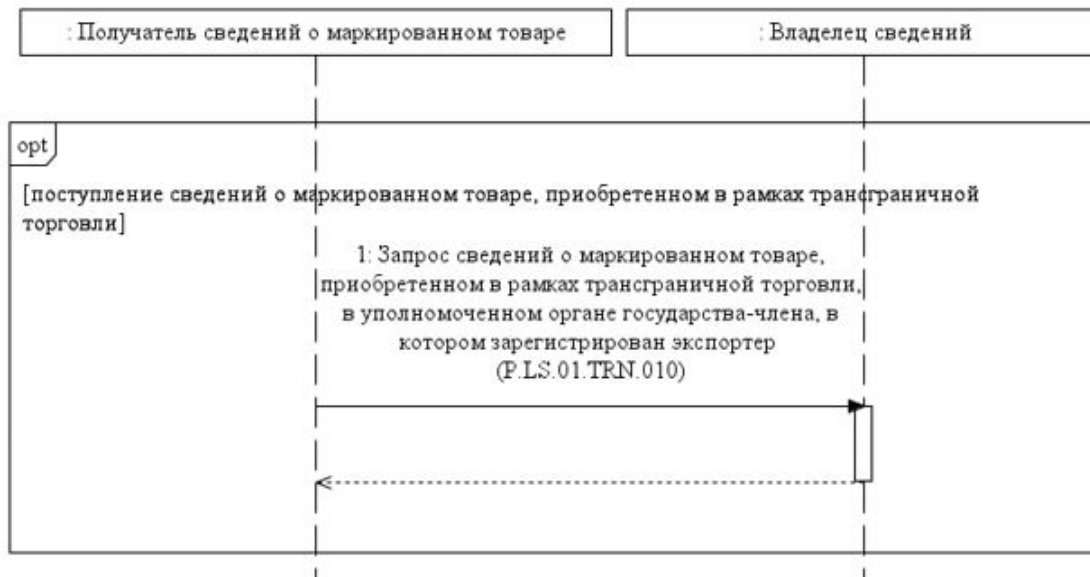 : Получатель сведений о маркированном товаре
: Владелец сведений
opt
[поступление сведений о маркированном товаре, приобретенном в рамках трансграничной
торговли]
1: Запрос сведений о маркированном товаре,
приобретенном в рамках трансграничной торговли,
в уполномоченном органе государства-члена, в
котором зарегистрирован экспортер
(P.LS.01.TRN.010)